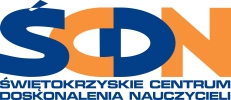 ŚCDN
ŚWIĘTOKRZYSKIE CENTRUM
DOSKONALENIA NAUCZYCIELI